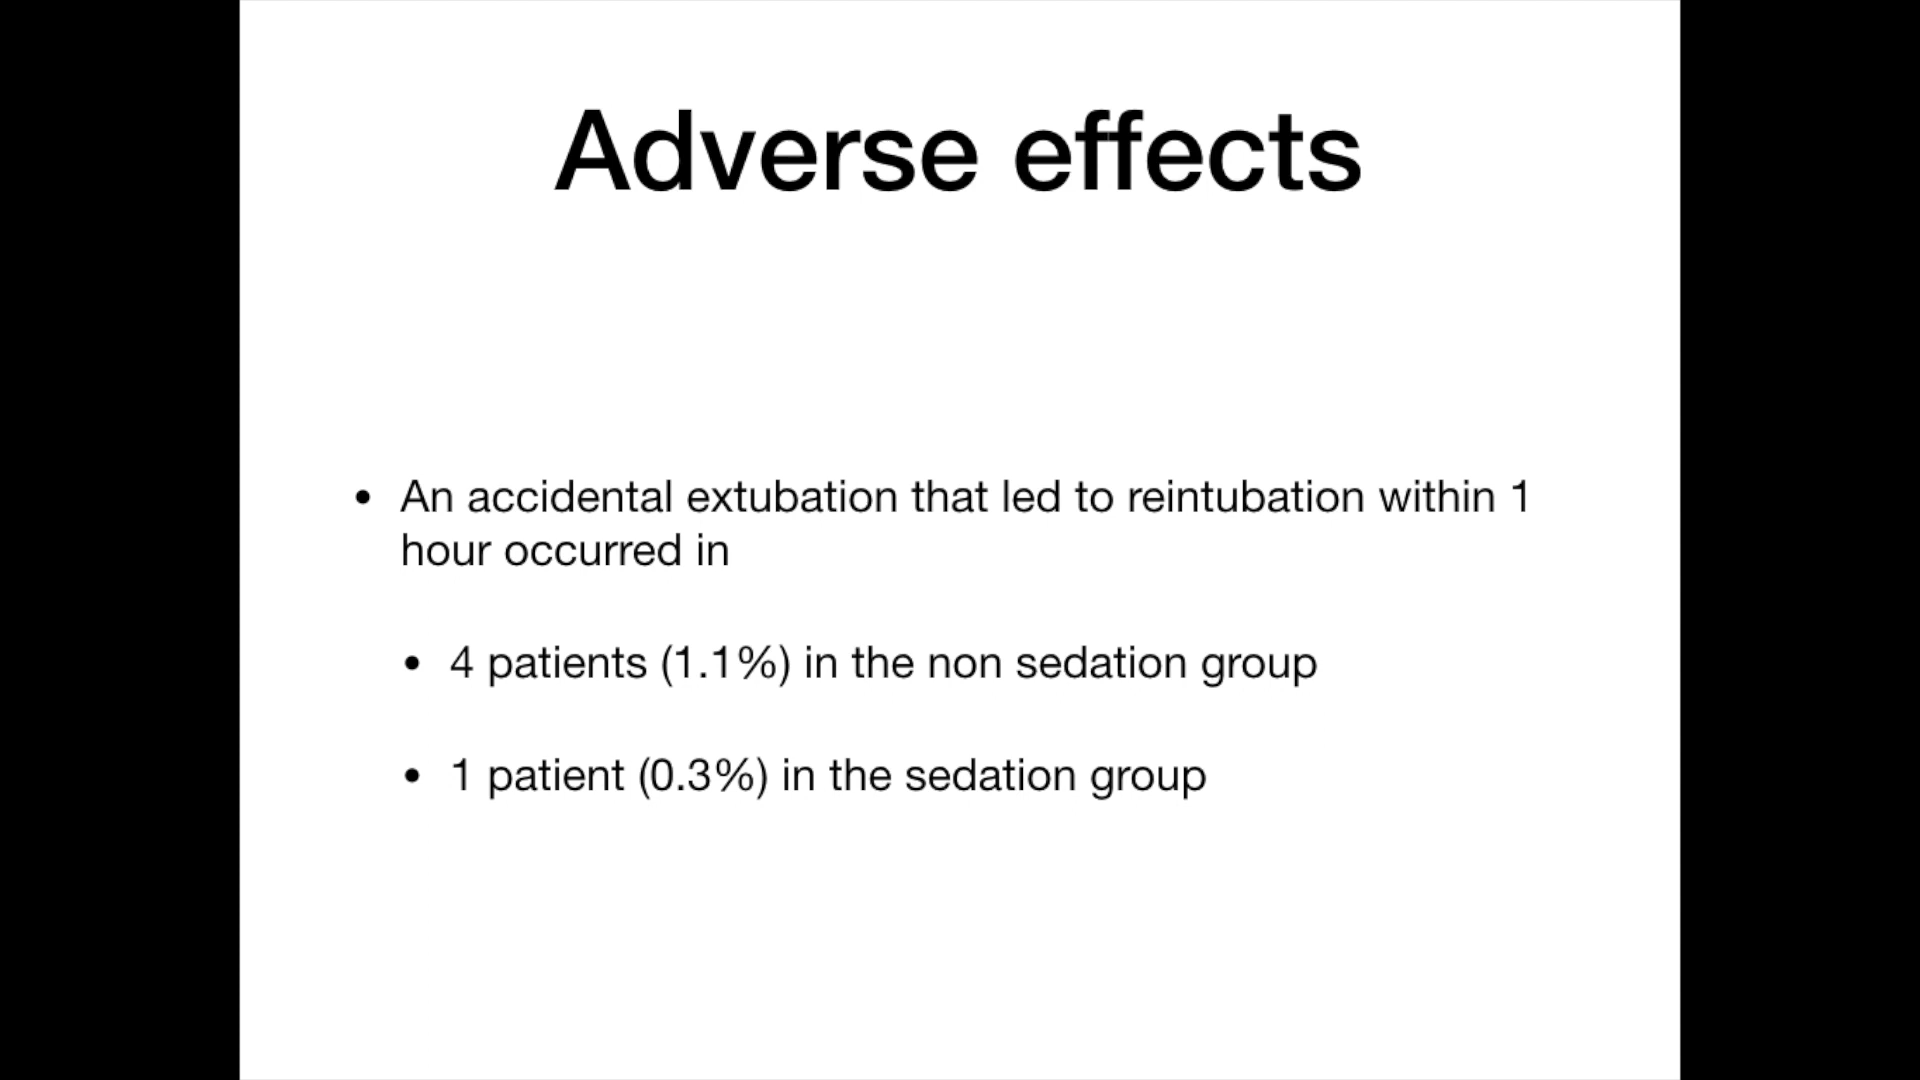 Adverse effects
• An accidental extubation that led to reintubation within 1
hour occurred in
• 4 patients (1.1%) in the non sedation group
• 1 patient (0.3%) in the sedation group